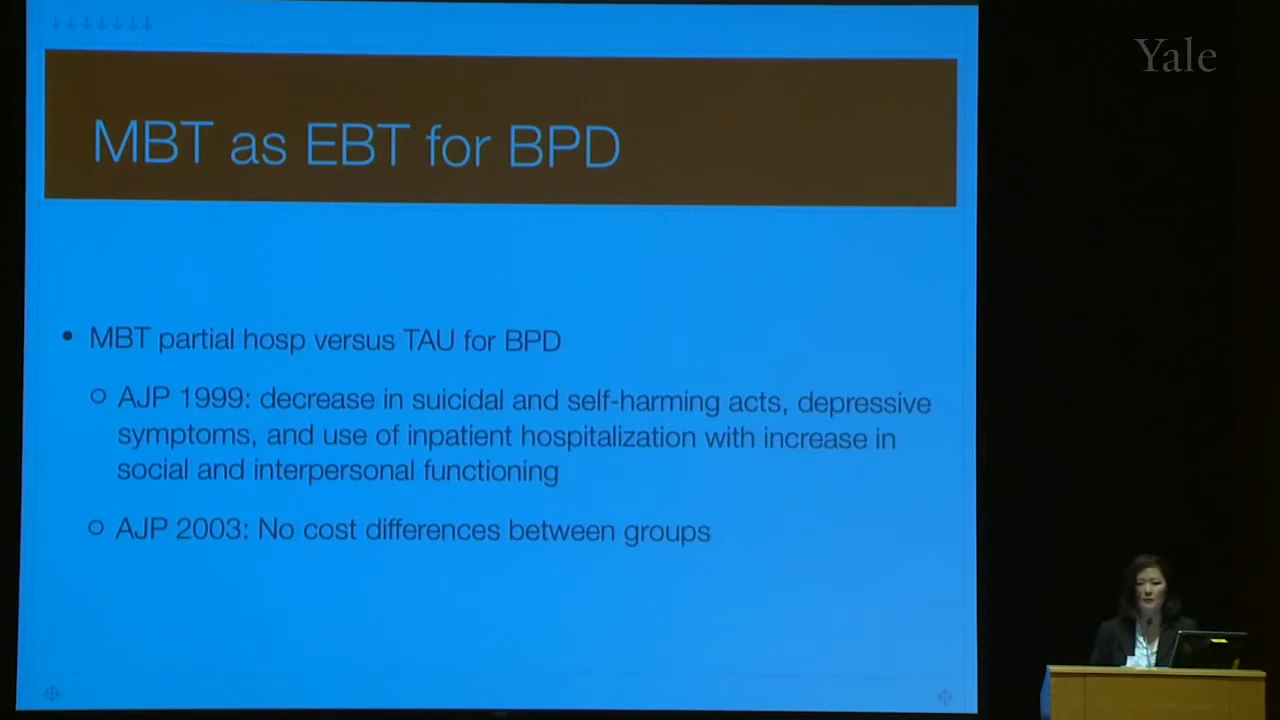 Yale
MBT as EBT for BPD
• MBT partial hosp versus TAU for BPD
○ AJP 1999: decrease in suicidal and self-harming acts, depressive
symptoms, and use of inpatient hospitalization with increase in
social and interpersonal functioning
○ AJP 2003: No cost differences between groups